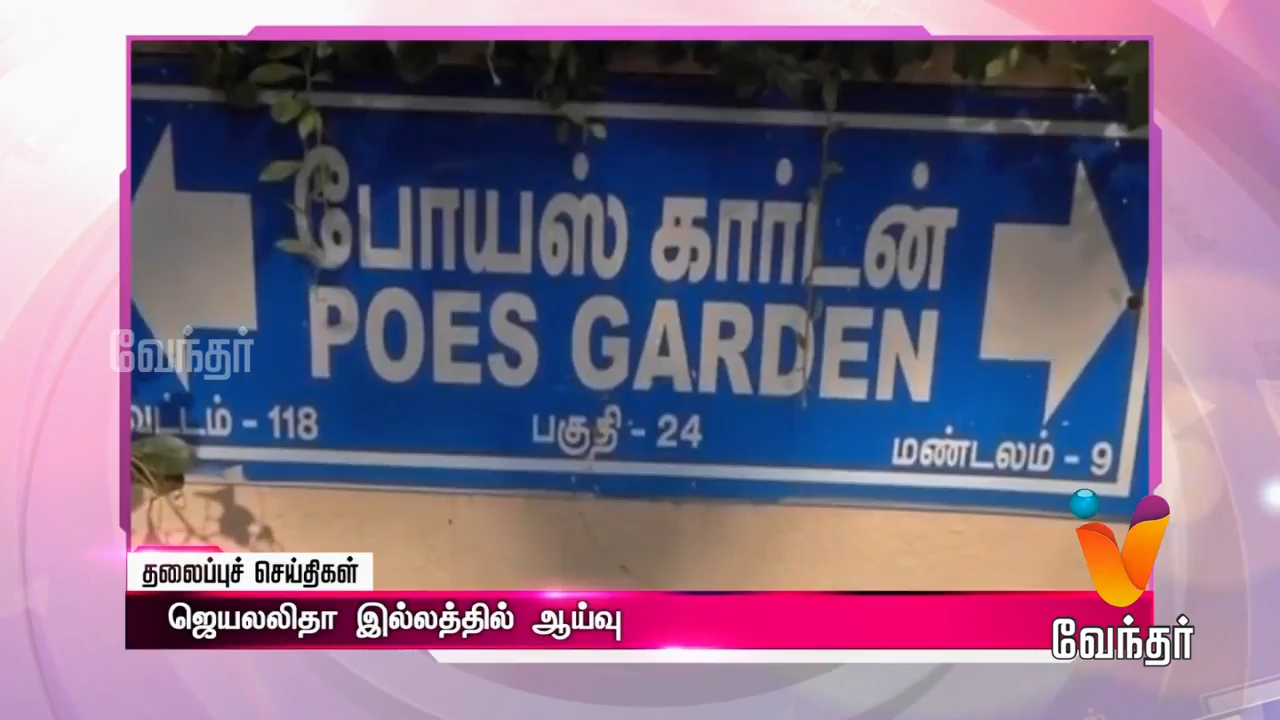 போயஸ் கார்டன்
POES GARDEN
வட்டம் - 118
பகுதி - 24
மண்டலம் - 9
வேந்தர்
தலைப்புச் செய்திகள்
ஜெயலலிதா இல்லத்தில் ஆய்வு
வேந்தர்